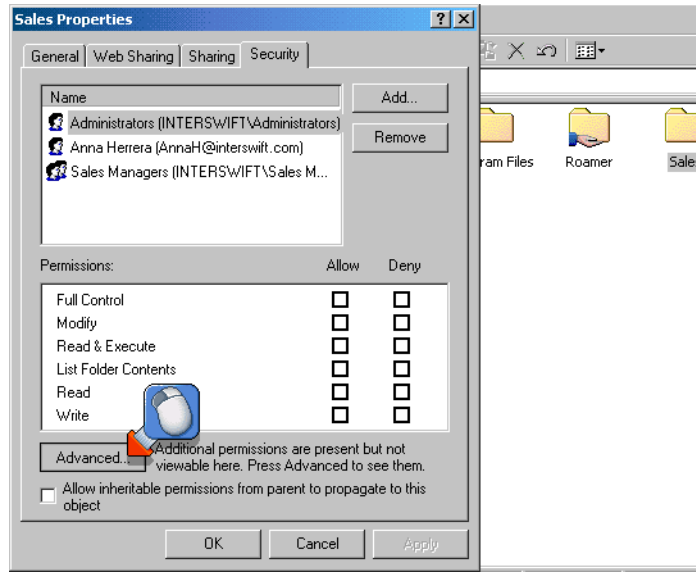 Sales Properties
General
Web Sharing
Sharing
Security
Name
Add...
Administrators (INTERSWIFT\Administrators)
Anna Herrera (AnnaH@interswift.com)
Remove
Sales Managers (INTERSWIFT\Sales M...
ram Files
Roamer
Sale
Permissions:
Allow
Deny
Full Control
Modify
Read & Execute
List Folder Contents
Read
Write
Advanced...
Additional permissions are present but not
viewable here. Press Advanced to see them.
Allow inheritable permissions from parent to propagate to this
object
OK
Cancel
Apply